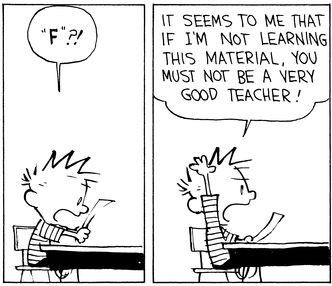 "F"?!
IT SEEMS TO ME THAT
IF I'M NOT LEARNING
THIS MATERIAL, YOU
MUST NOT BE A VERY
GOOD TEACHER!